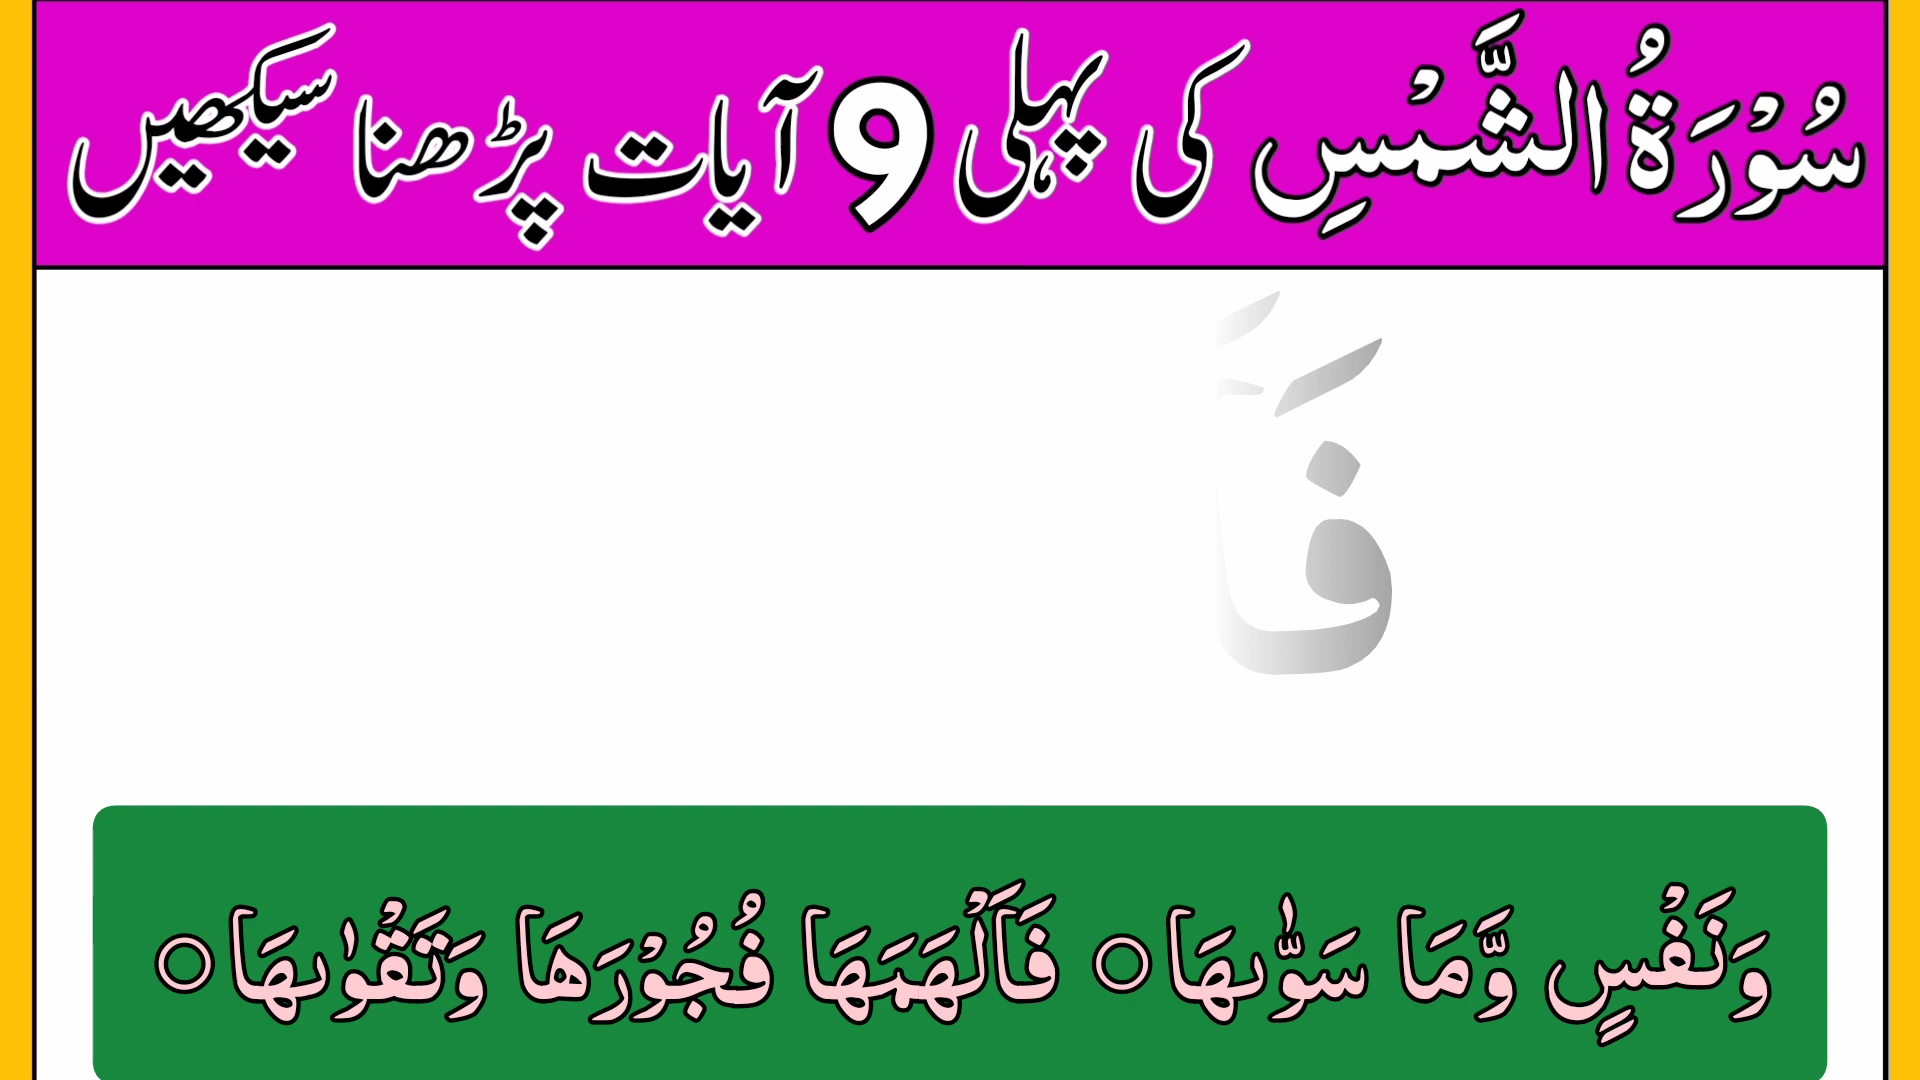 سُوْرَةُ الشَّمْسِ کی پہلی 9 آیات پڑھنا سیکھیں
فَا
وَنَفْسٍ وَّمَا سَوّٰىهَا○ فَاَلْهَمَهَا فُجُوْرَهَا وَتَقْوٰىهَا○